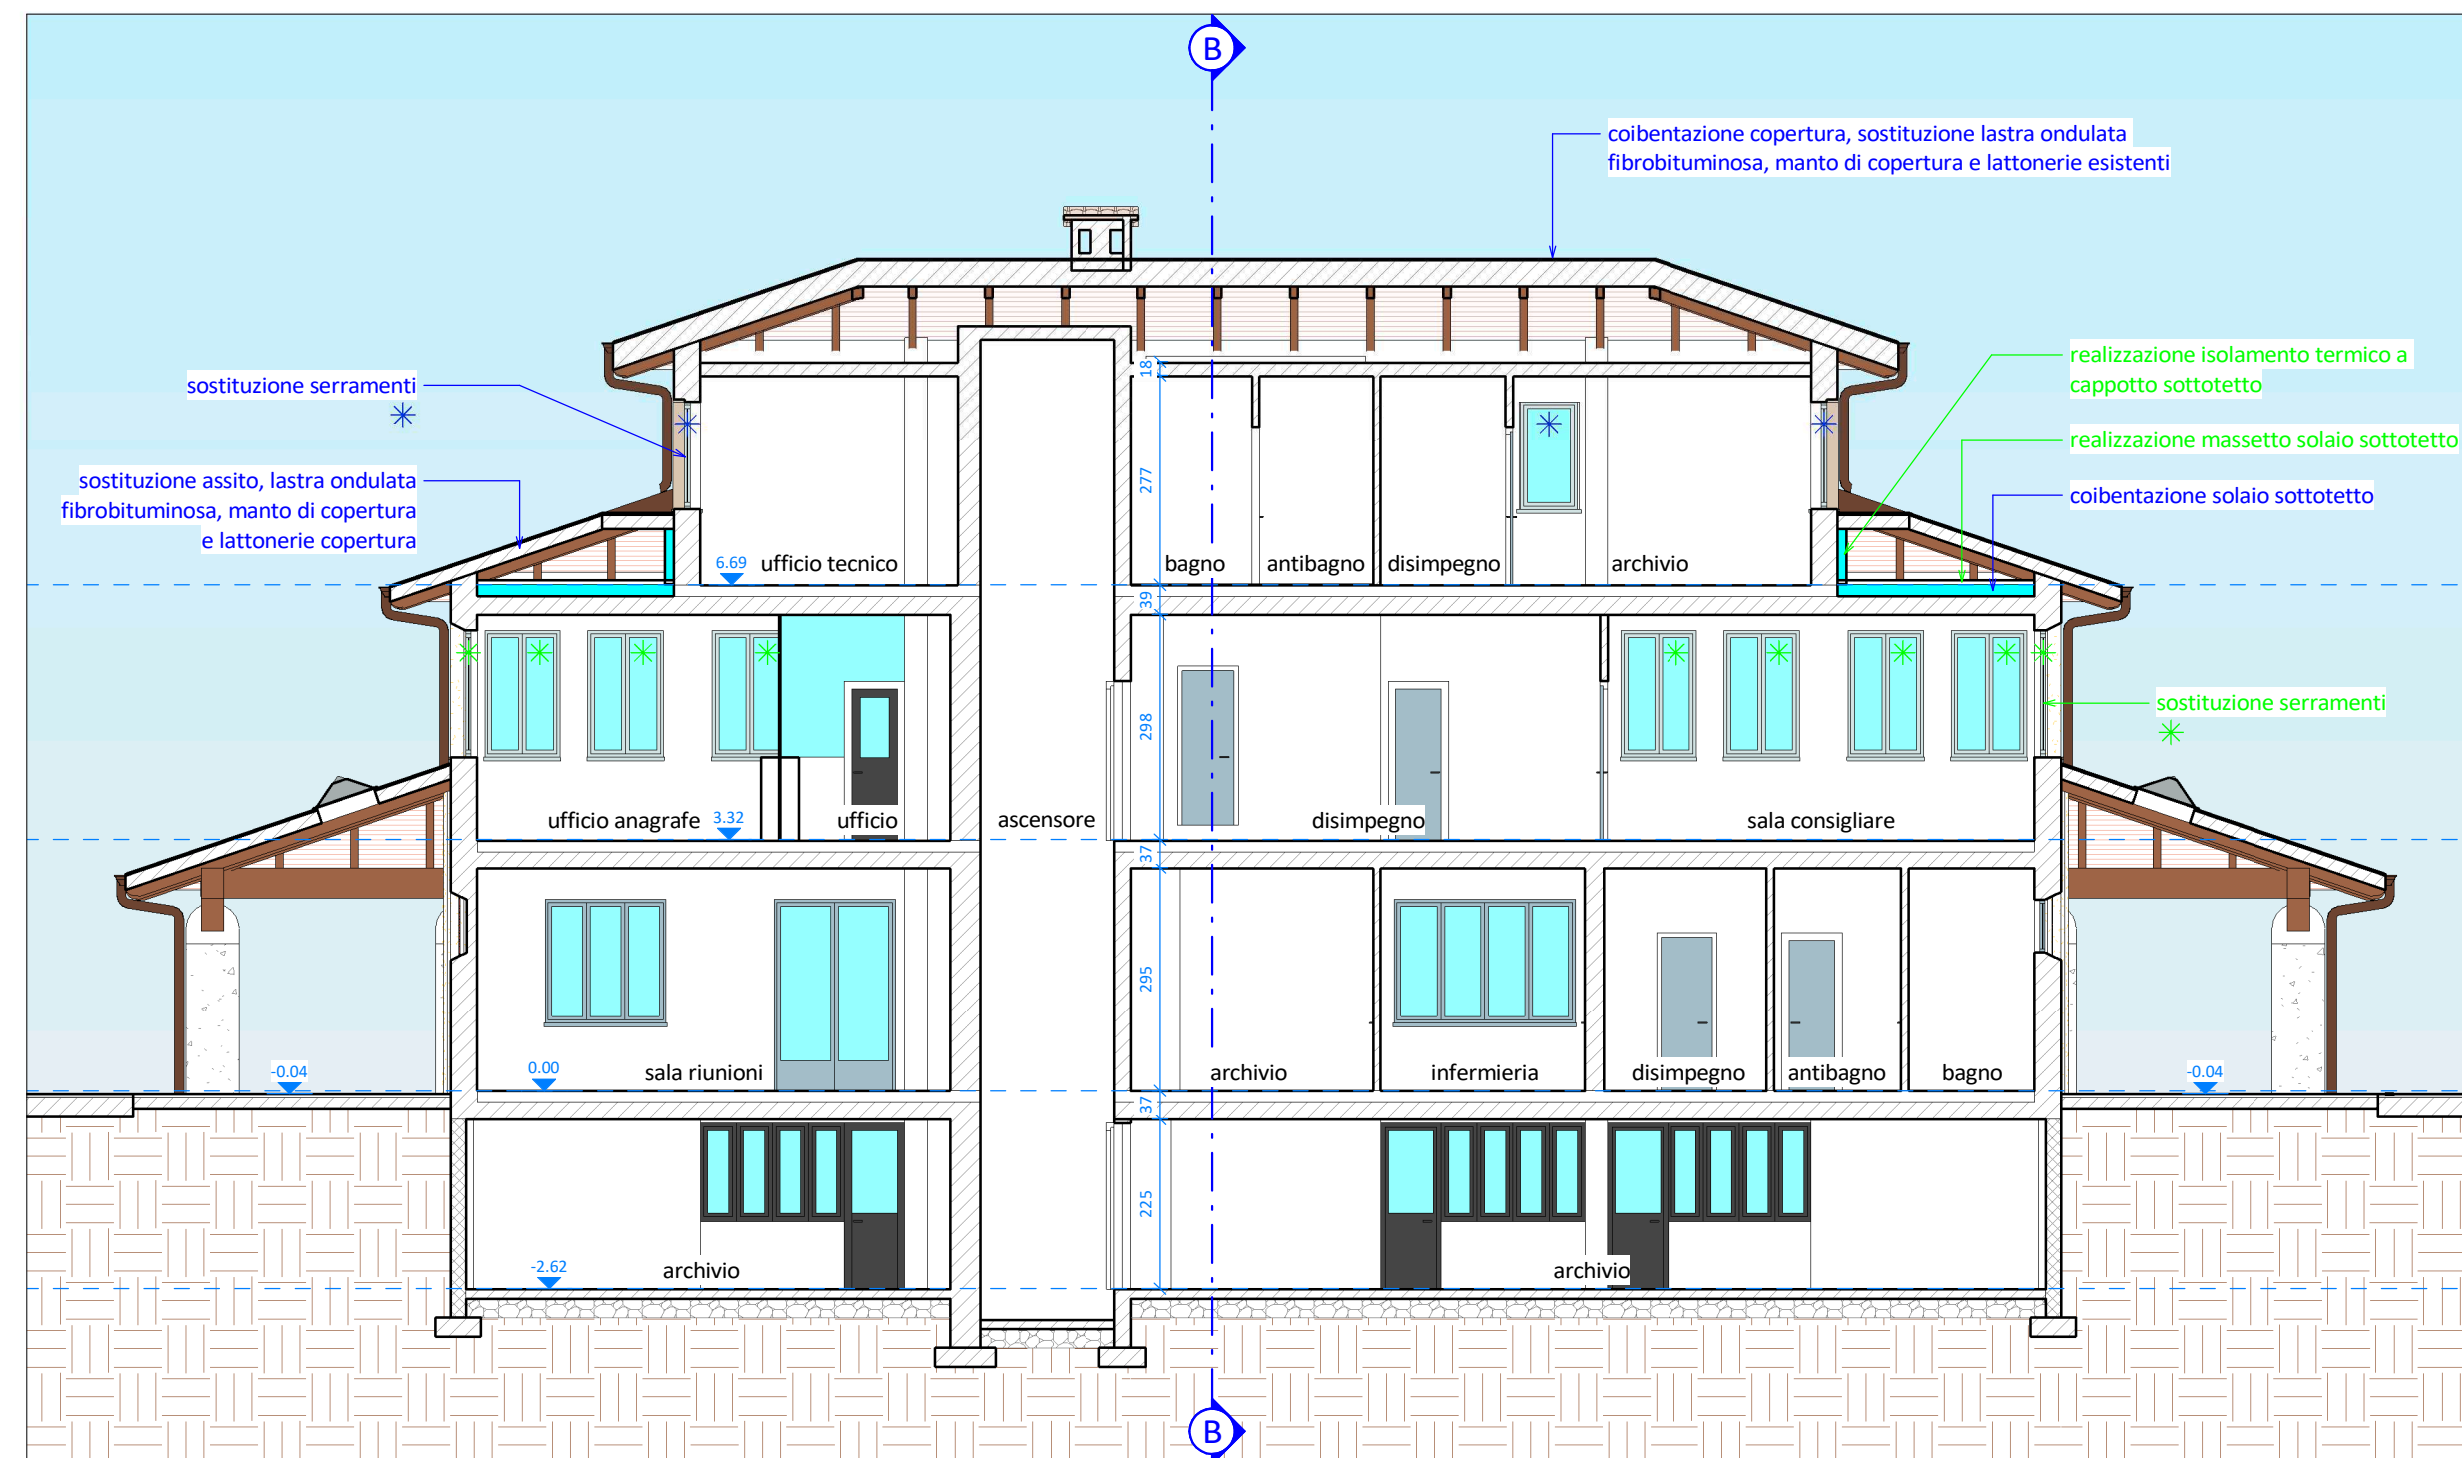 B
coibentazione copertura, sostituzione lastra ondulata
fibrobituminosa, manto di copertura e lattonerie esistenti
sostituzione serramenti
realizzazione isolamento termico a
cappotto sottotetto
realizzazione massetto solaio sottotetto
coibentazione solaio sottotetto
sostituzione assito, lastra ondulata
fibrobituminosa, manto di copertura
e lattonerie copertura
18
277
6.69 ufficio tecnico
bagno
antibagno
disimpegno
archivio
39
298
sostituzione serramenti
ufficio anagrafe 3.32
ufficio
ascensore
disimpegno
sala consigliare
37
295
-0.04
0.00
sala riunioni
archivio
infermieria
disimpegno
antibagno
bagno
-0.04
37
225
-2.62
archivio
archivio
B